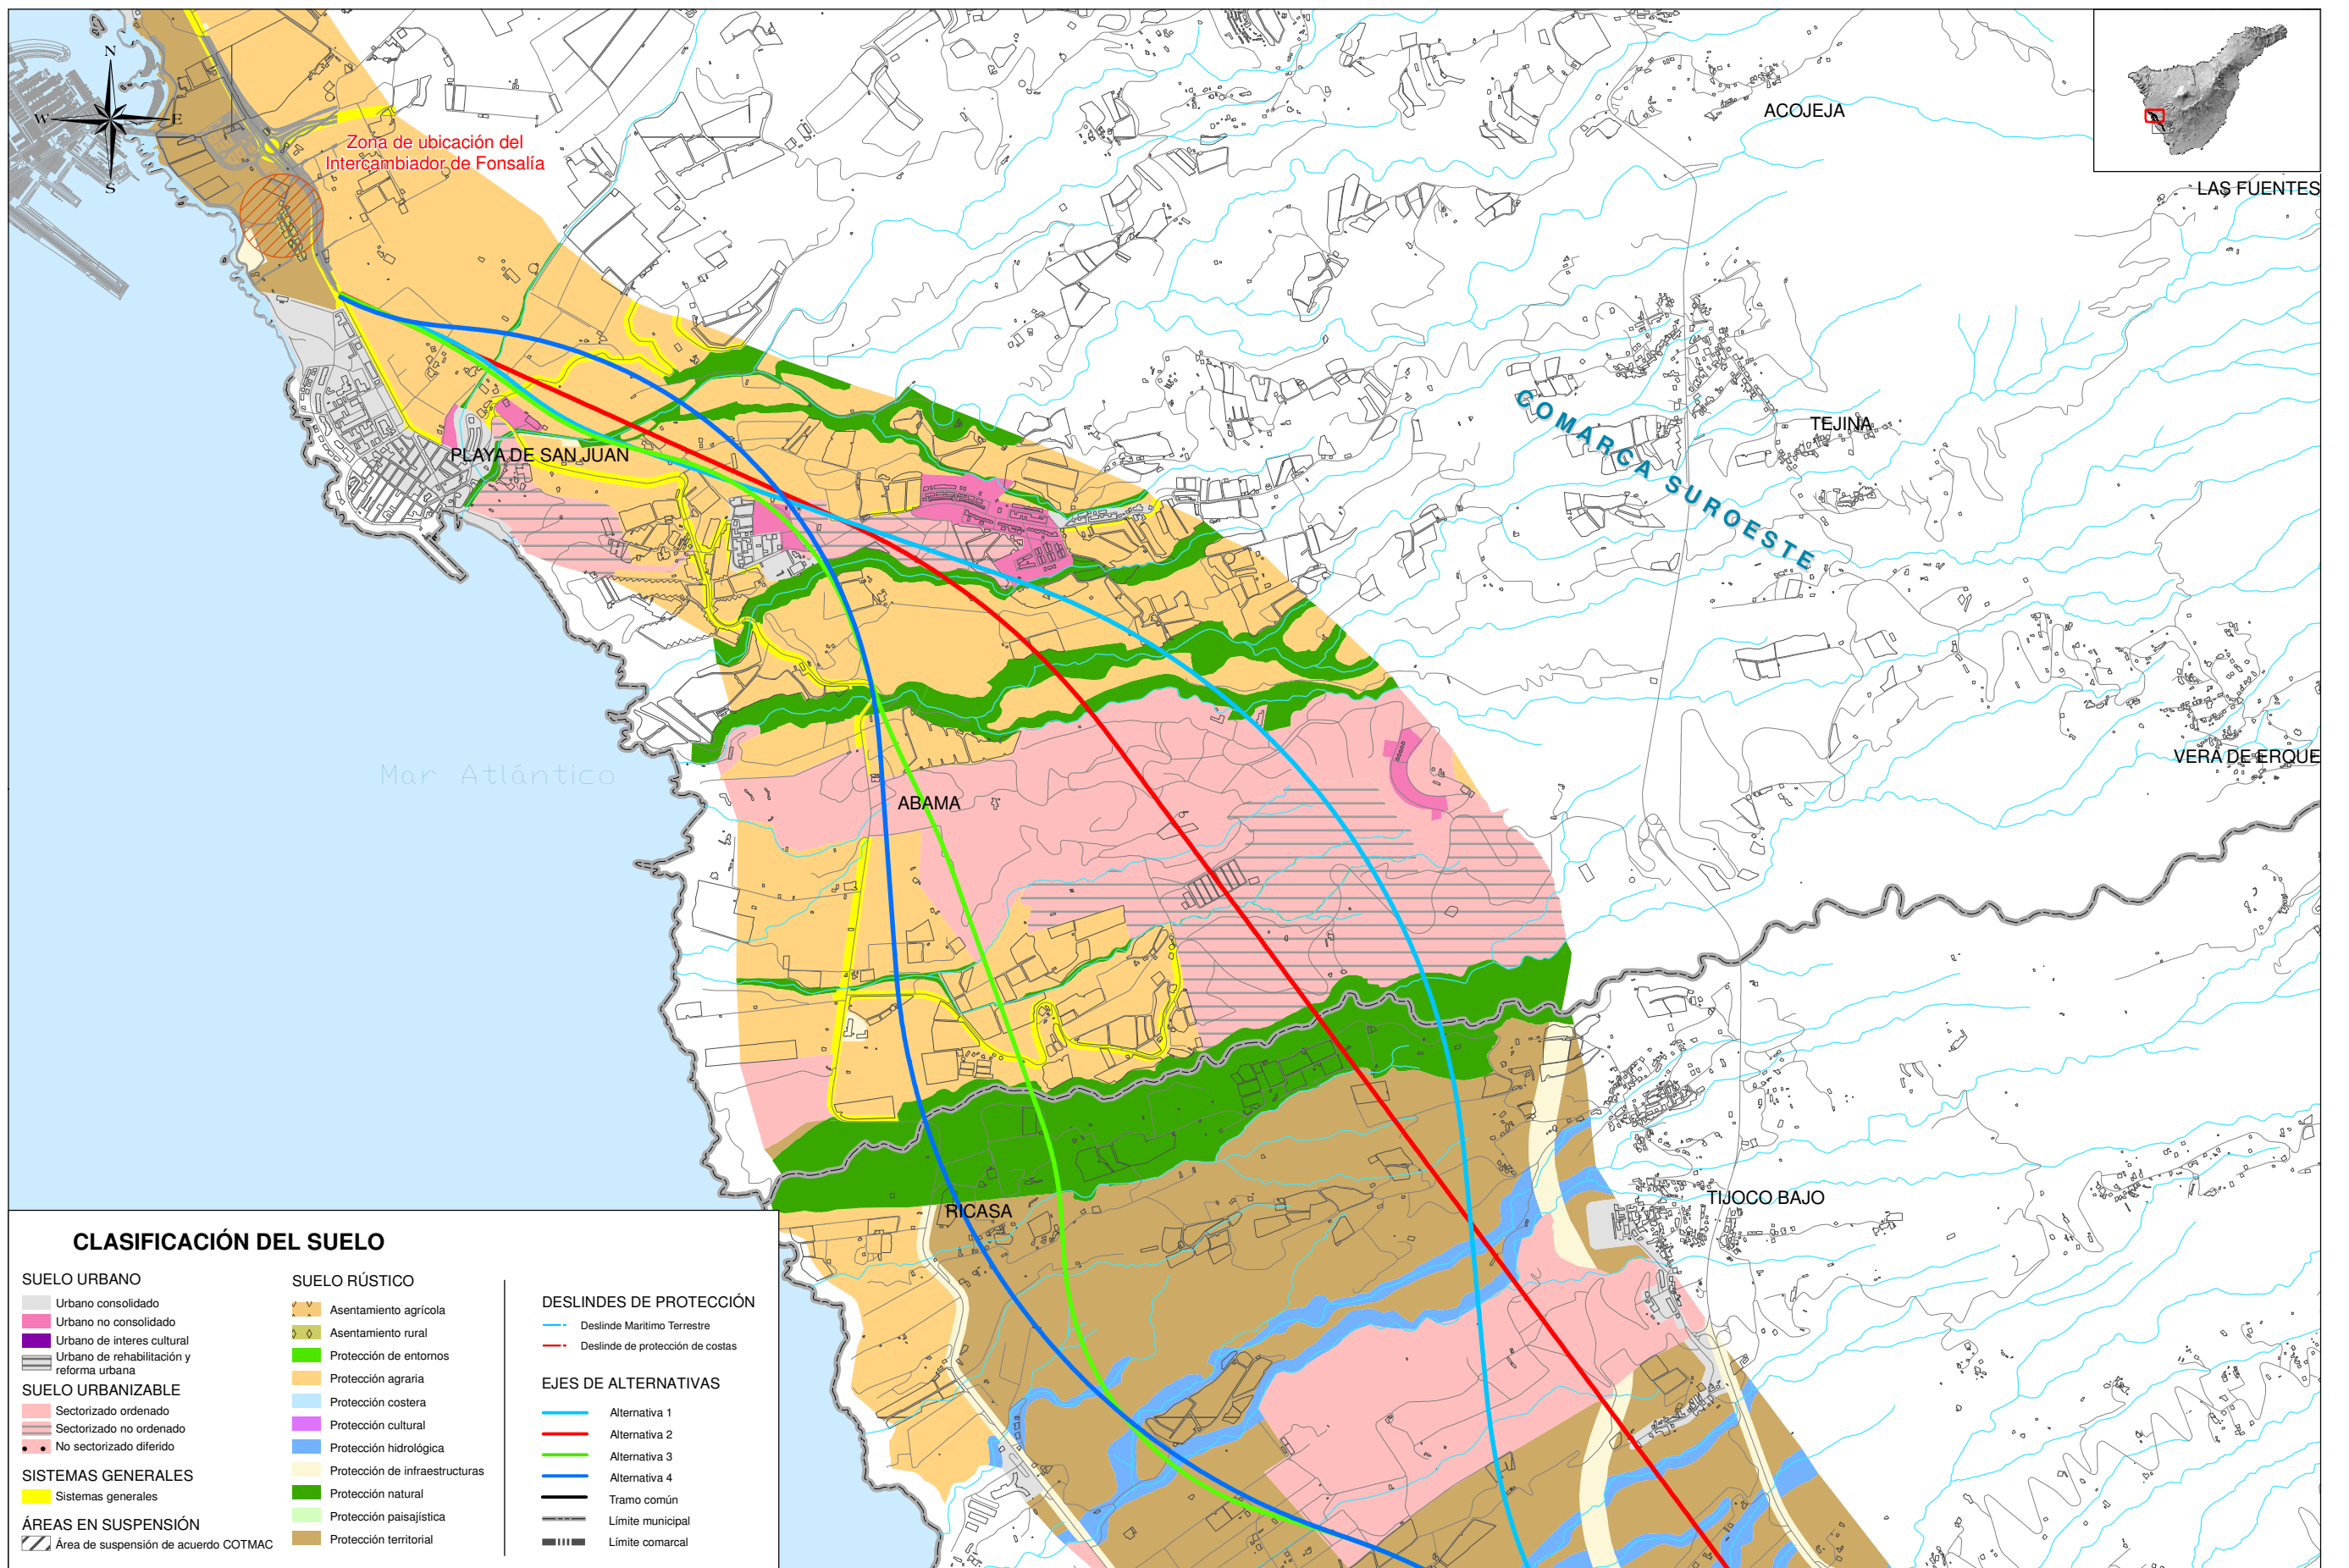 N
W
E
S
Zona de ubicación del
Intercambiador de Fonsalía
ACOJEJA
LAS FUENTES
COMARCA SUROESTE
TEJINA
PLAYA DE SAN JUAN
VERA DE ERQUE
Mar Atlántico
ABAMA
TIJOCO BAJO
RICASA
CLASIFICACIÓN DEL SUELO
SUELO URBANO
Urbano consolidado
Urbano no consolidado
Urbano de interes cultural
Urbano de rehabilitación y
reforma urbana
SUELO URBANIZABLE
Sectorizado ordenado
Sectorizado no ordenado
No sectorizado diferido
SISTEMAS GENERALES
Sistemas generales
ÁREAS EN SUSPENSIÓN
Área de suspensión de acuerdo COTMAC
SUELO RÚSTICO
Asentamiento agrícola
Asentamiento rural
Protección de entornos
Protección agraria
Protección costera
Protección cultural
Protección hidrológica
Protección de infraestructuras
Protección natural
Protección paisajística
Protección territorial
DESLINDES DE PROTECCIÓN
Deslinde Maritimo Terrestre
Deslinde de protección de costas
EJES DE ALTERNATIVAS
Alternativa 1
Alternativa 2
Alternativa 3
Alternativa 4
Tramo común
Límite municipal
Límite comarcal